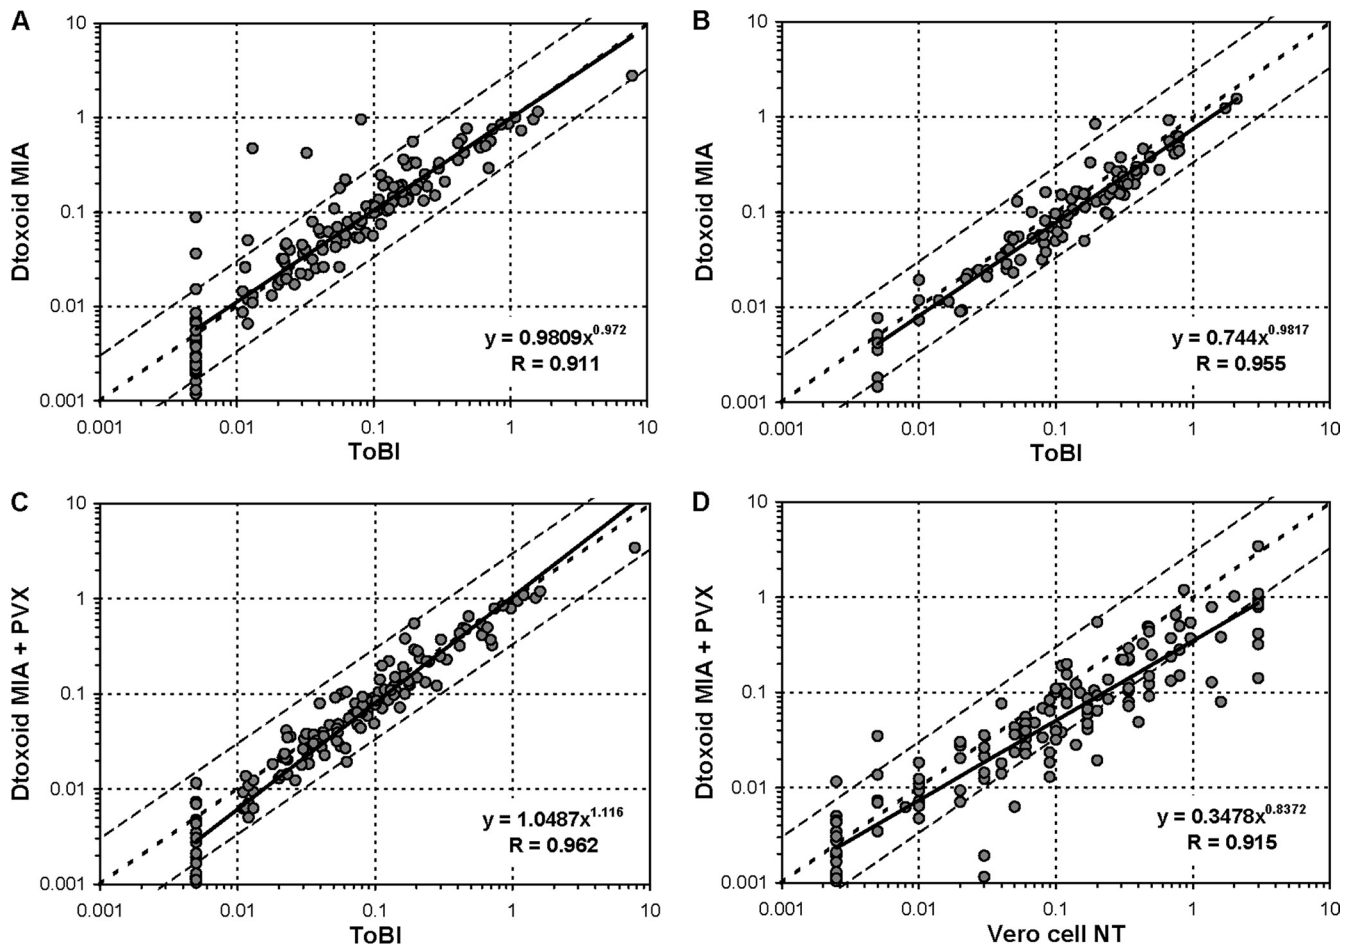 A
Dtoxoid MIA
10
1
0.1
0.01
0.001
y = 0.9809x^0.972
R = 0.911
0.001 0.01 0.1 1 10
ToBI
B
Dtoxoid MIA
10
1
0.1
0.01
0.001
y = 0.744x^0.9817
R = 0.955
0.001 0.01 0.1 1 10
ToBI
C
Dtoxoid MIA + PVX
10
1
0.1
0.01
0.001
y = 1.0487x^1.116
R = 0.962
0.001 0.01 0.1 1 10
ToBI
D
Dtoxoid MIA + PVX
10
1
0.1
0.01
0.001
y = 0.3478x^0.8372
R = 0.915
0.001 0.01 0.1 1 10
Vero cell NT